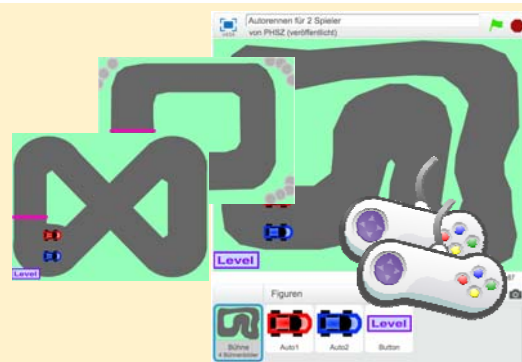 Autorennen für 2 Spieler
von PHSZ (veröffentlicht)
Level
Level
Figuren
Bühne
4 Bühnenbilder
Auto1
Auto2
Level
Button